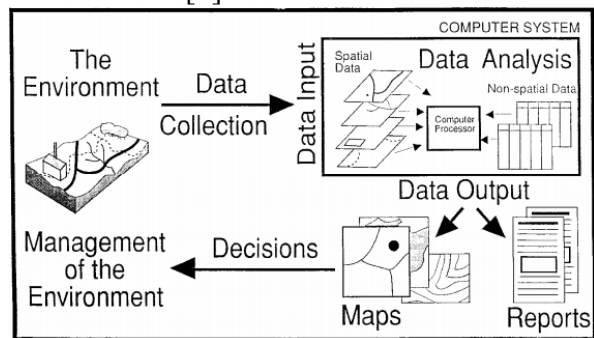 COMPUTER SYSTEM
The
Environment
Data
Collection
Data Input
Spatial
Data
Data Analysis
Non-spatial Data
Computer
Processor
Data Output
Management
of the
Environment
Decisions
Maps
Reports